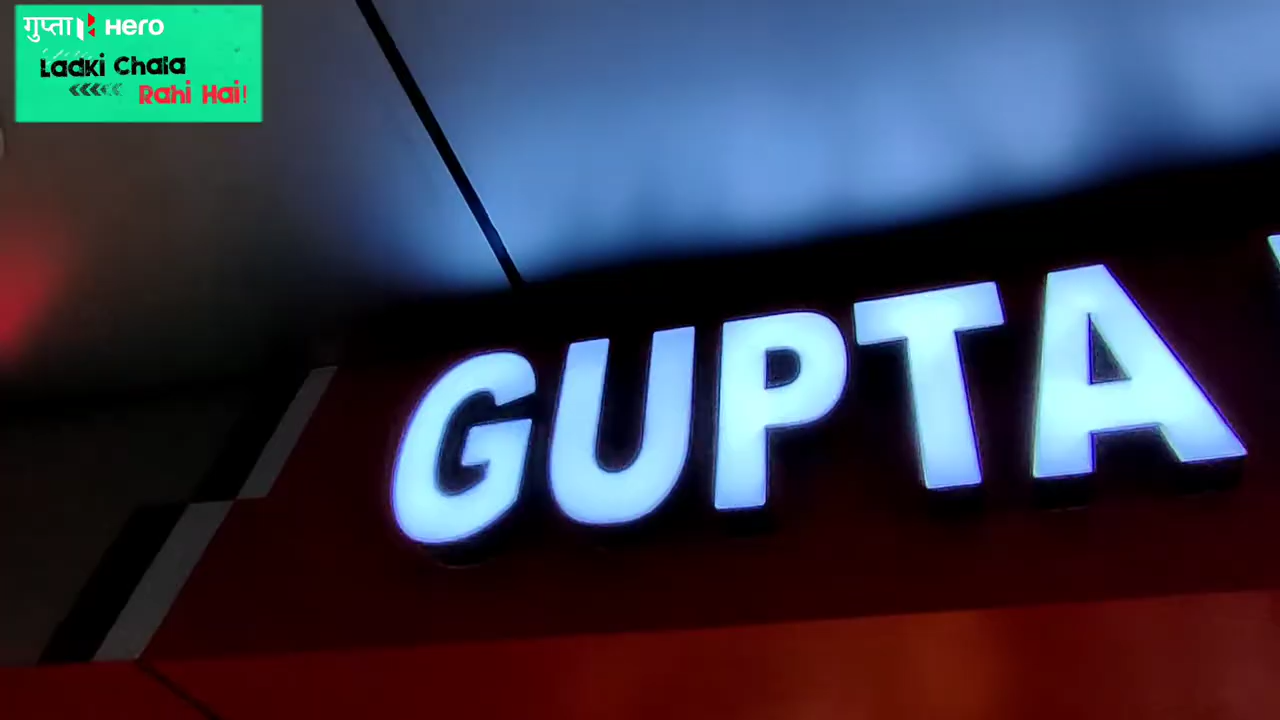 गुप्ता Hero
Ladki Chala
Rahi Hai!
GUPTA